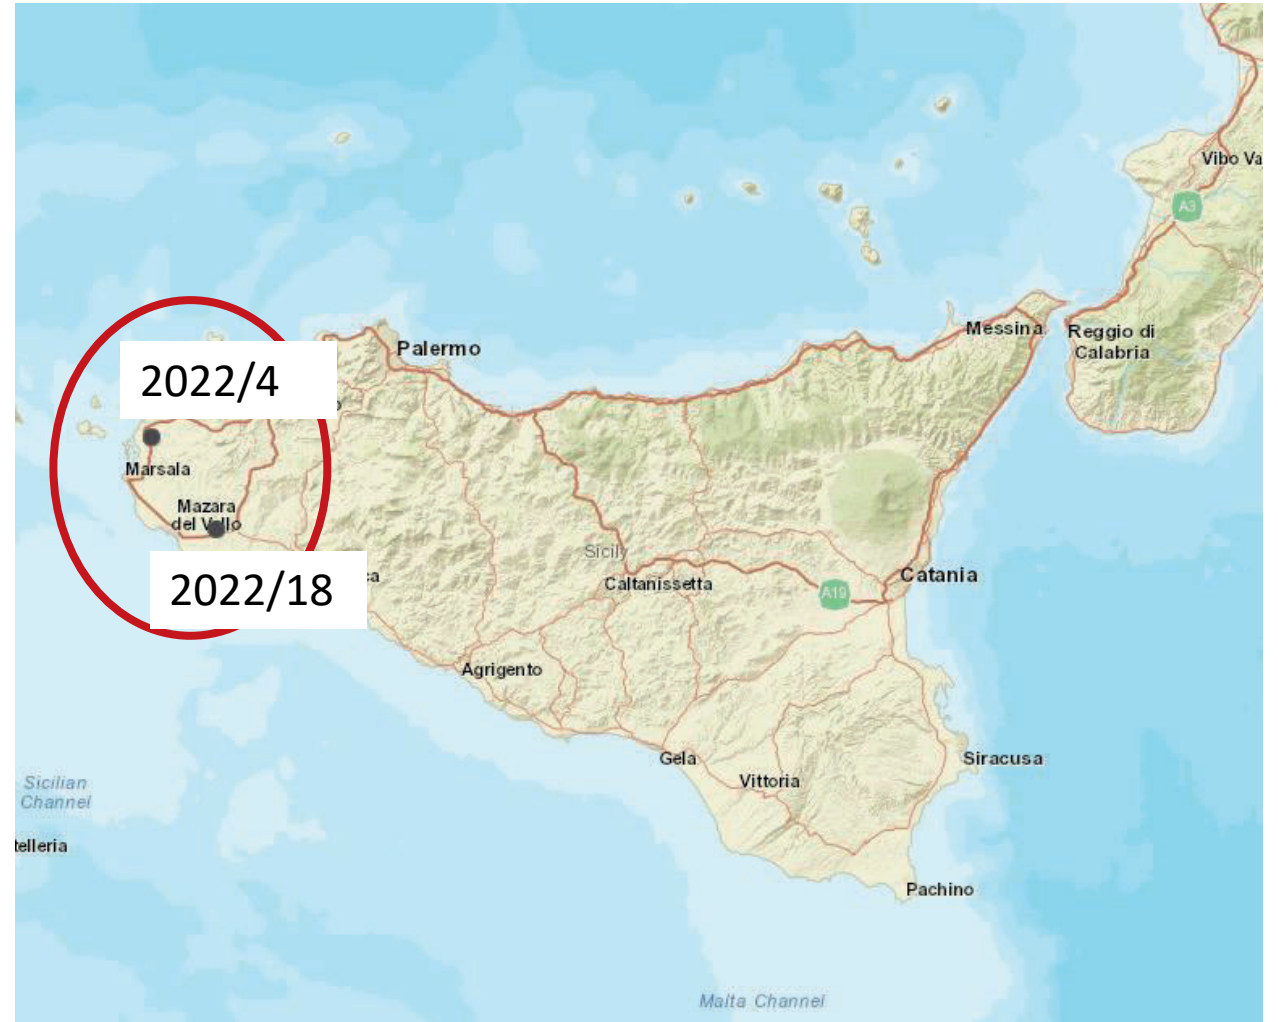 Vibo Va
A3
Messina
Reggio di
Calabria
Palermo
2022/4
Marsala
Mazara
del Vallo
2022/18
ca
Sicily
Caltanissetta
A19
Catania
Agrigento
Gela
Vittoria
Siracusa
Sicilian
Channel
telleria
Pachino
Malta Channel